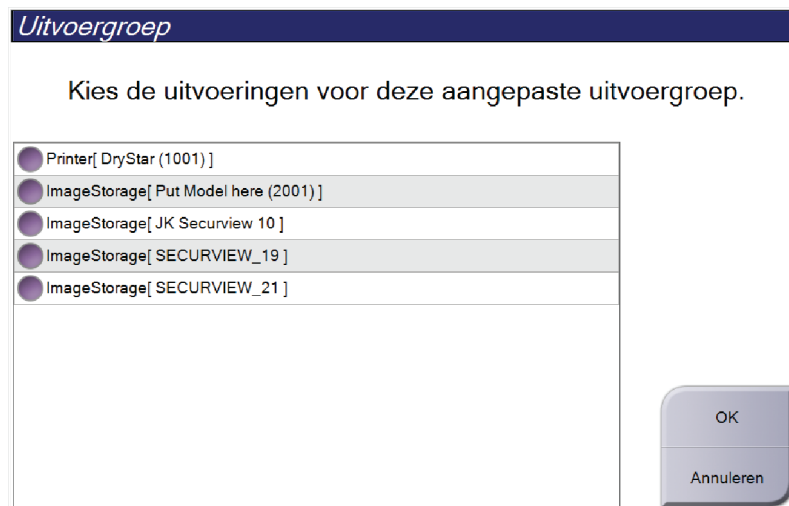 Uitvoergroep
Kies de uitvoeringen voor deze aangepaste uitvoergroep.
Printer[ DryStar (1001) ]
ImageStorage[ Put Model here (2001) ]
ImageStorage[ JK Securview 10 ]
ImageStorage[ SECURVIEW_19 ]
ImageStorage[ SECURVIEW_21 ]
OK
Annuleren